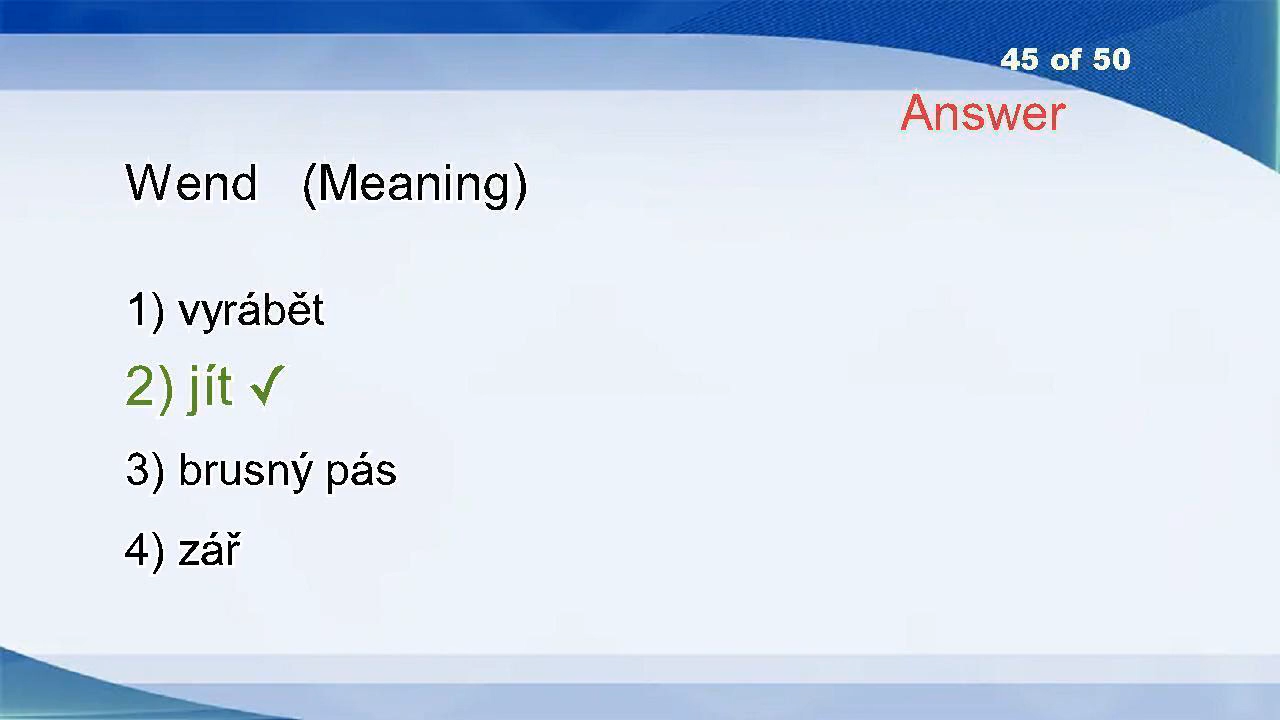 45 of 50
Answer
Wend (Meaning)
1) vyrábět
2) jít ✓
3) brusný pás
4) zář